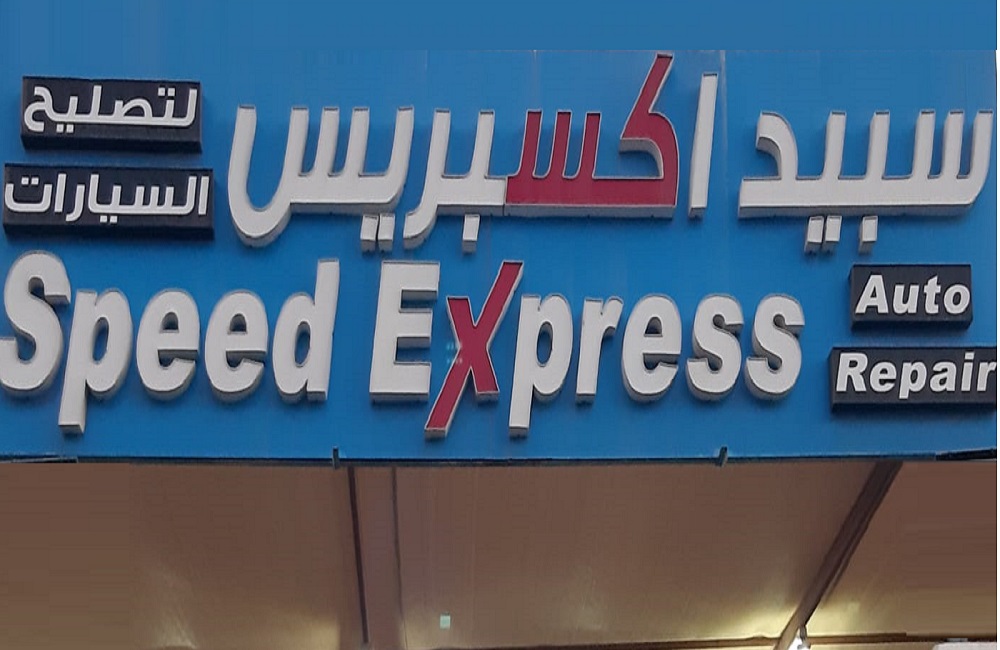 سبيد اكسبريس
لتصليح
السيارات
Speed Express
Auto
Repair